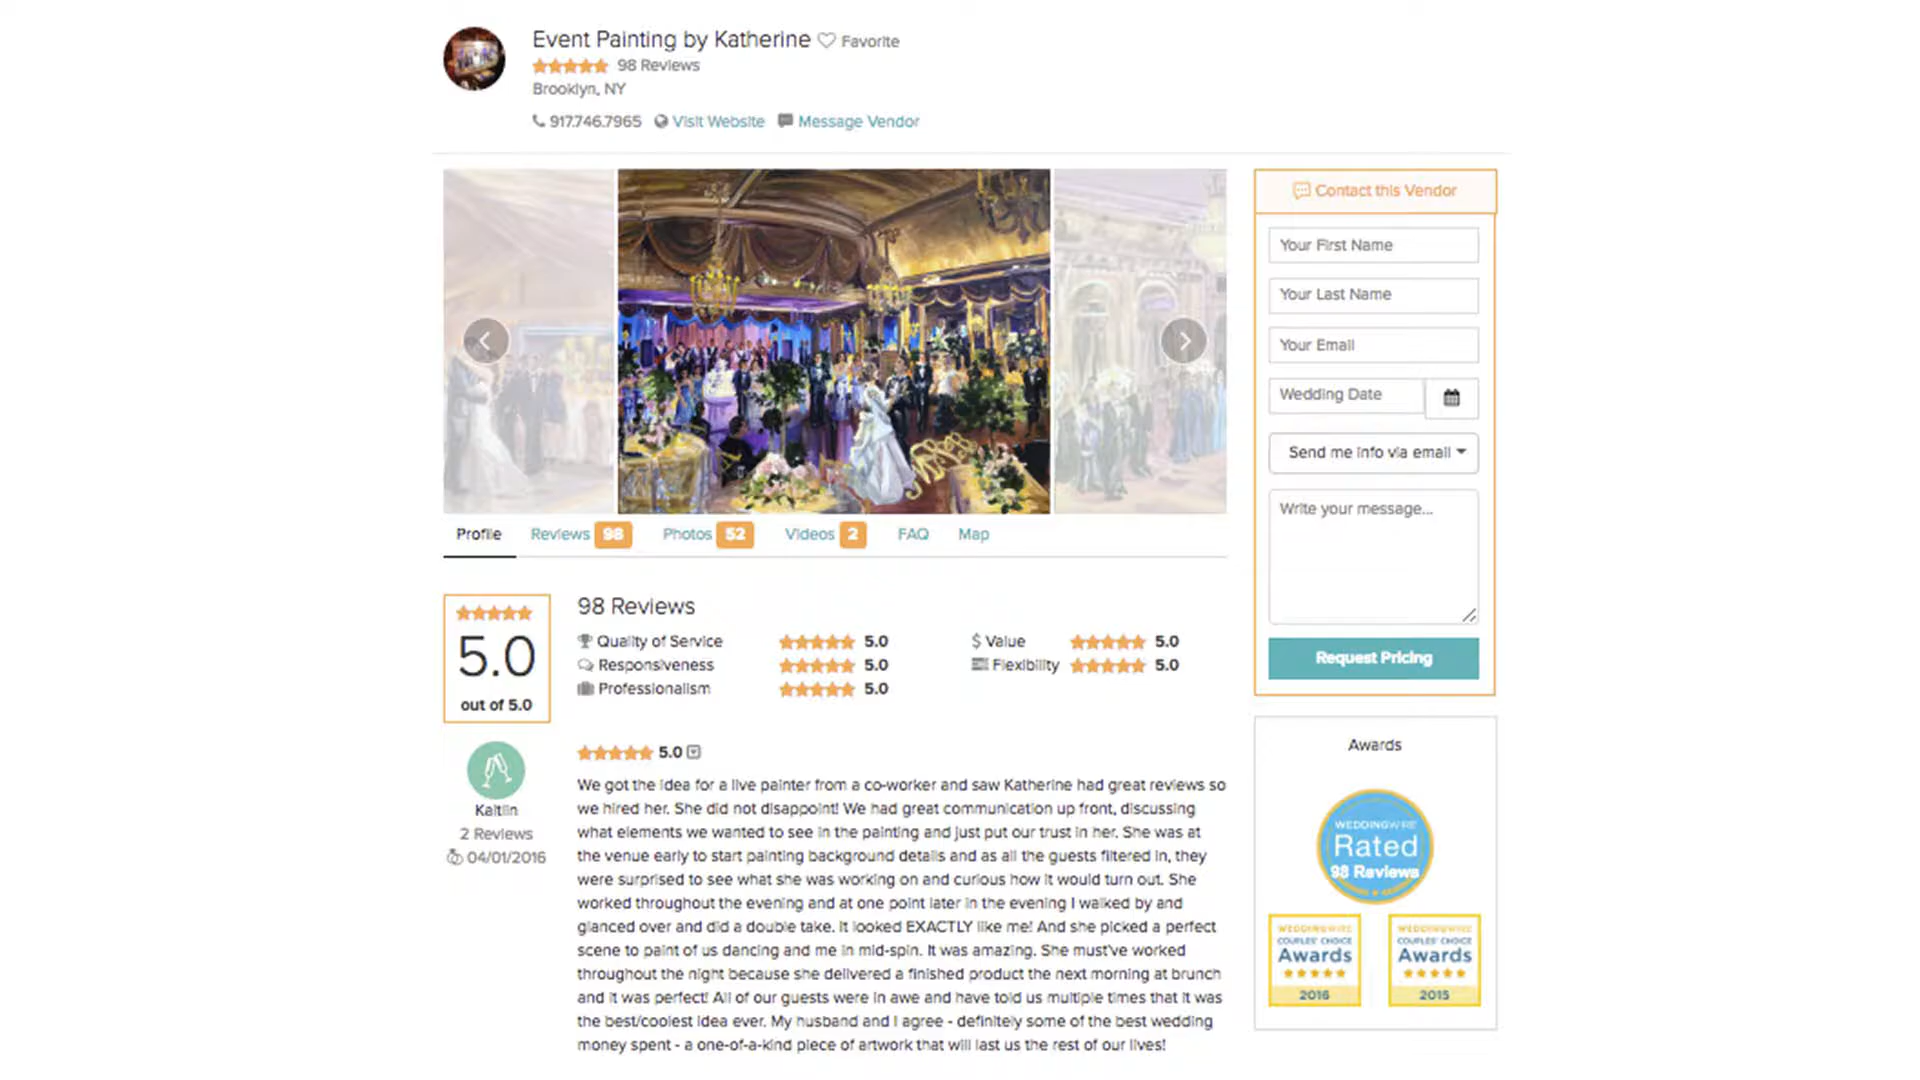 Event Painting by Katherine Favorite
98 Reviews
Brooklyn, NY
917.746.7965 Visit Website Message Vendor
Contact this Vendor
Your First Name
Your Last Name
Your Email
Wedding Date
Send me info via email
Write your message...
Request Pricing
Profile Reviews 98 Photos 52 Videos 2 FAQ Map
5.0
out of 5.0
98 Reviews
Quality of Service 5.0
Responsiveness 5.0
Professionalism 5.0
$ Value 5.0
Flexibility 5.0
Kaitlin
2 Reviews
04/01/2016
5.0
We got the idea for a live painter from a co-worker and saw Katherine had great reviews so
we hired her. She did not disappoint! We had great communication up front, discussing
what elements we wanted to see in the painting and just put our trust in her. She was at
the venue early to start painting background details and as all the guests filtered in, they
were surprised to see what she was working on and curious how it would turn out. She
worked throughout the evening and at one point later in the evening I walked by and
glanced over and did a double take. It looked EXACTLY like me! And she picked a perfect
scene to paint of us dancing and me in mid-spin. It was amazing. She must've worked
throughout the night because she delivered a finished product the next morning at brunch
and it was perfect! All of our guests were in awe and have told us multiple times that it was
the best/coolest idea ever. My husband and I agree - definitely some of the best wedding
money spent - a one-of-a-kind piece of artwork that will last us the rest of our lives!
Awards
WEDDINGWIRE
Rated
98 Reviews
WEDDINGWIRE
COUPLES' CHOICE
Awards
2016
WEDDINGWIRE
COUPLES' CHOICE
Awards
2015